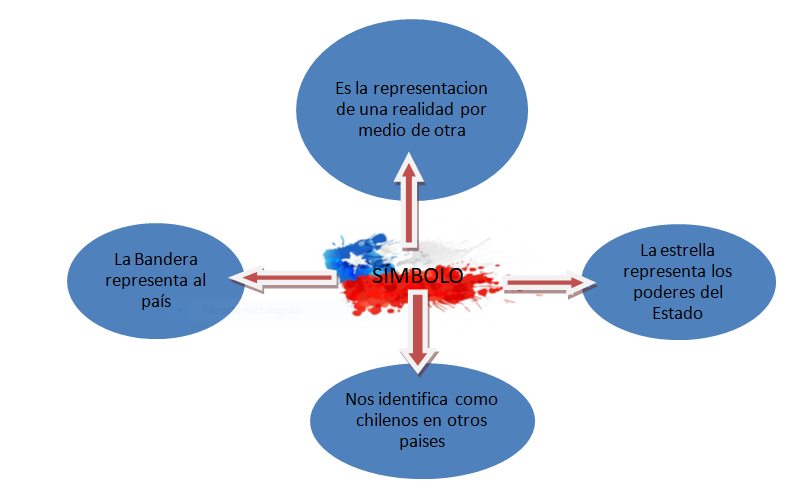 Es la representacion
de una realidad por
medio de otra
La Bandera
representa al
país
SÍMBOLO
La estrella
representa los
poderes del
Estado
Nos identifica como
chilenos en otros
paises